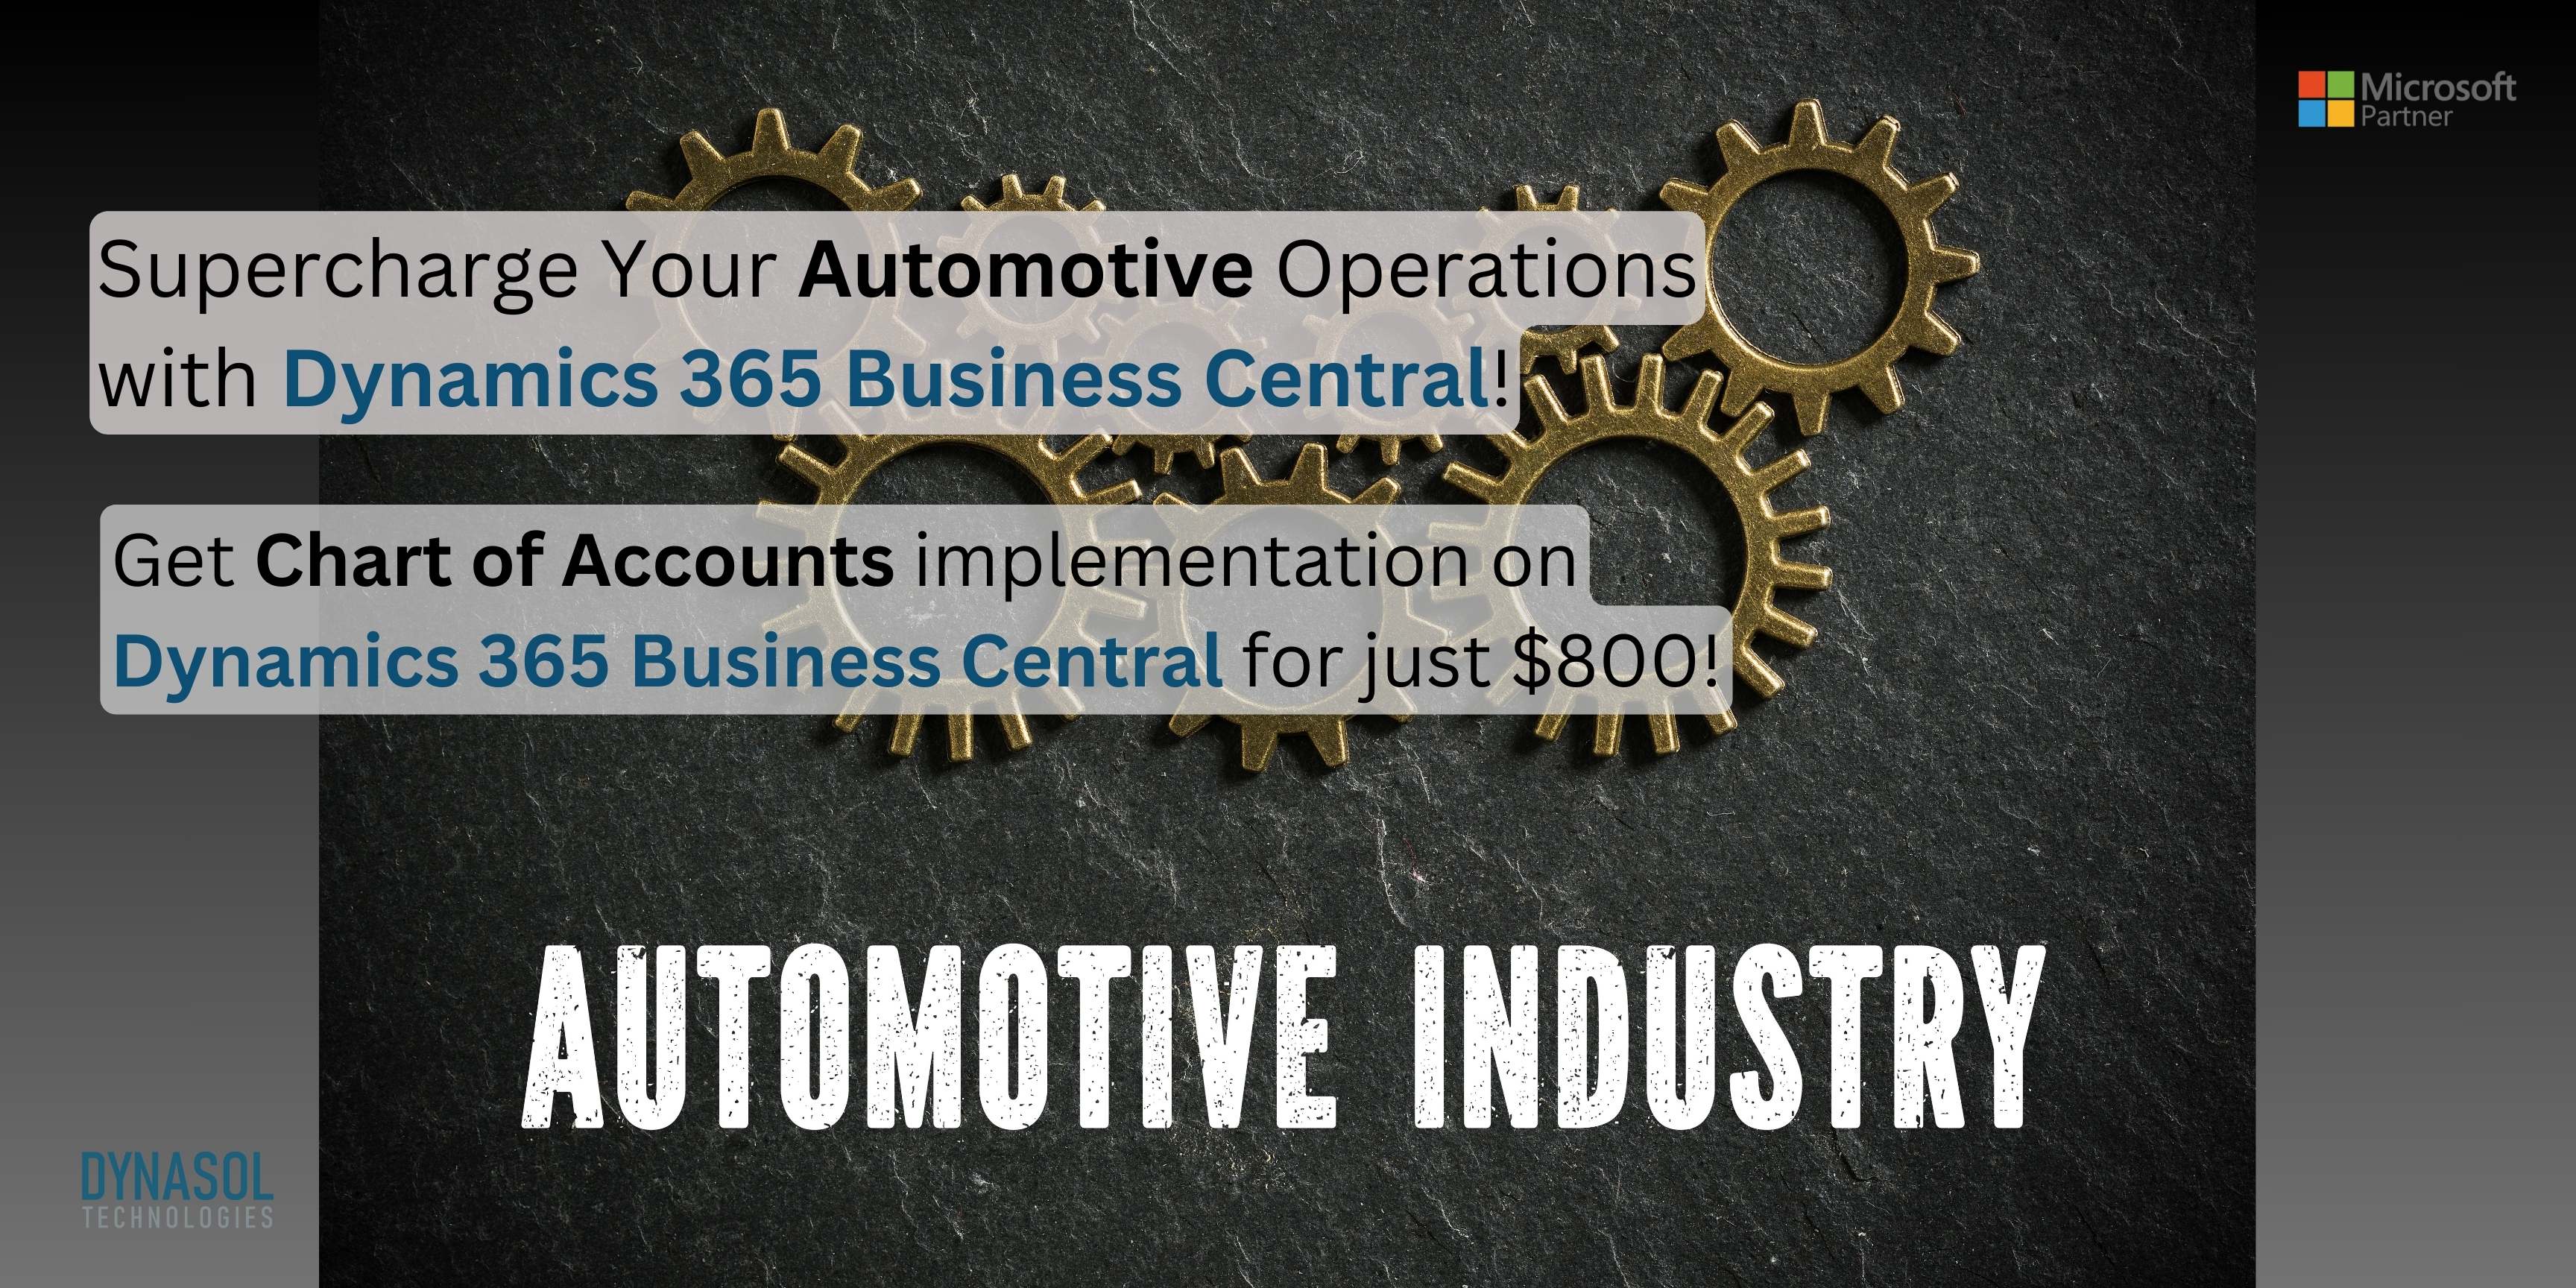 Microsoft
Partner
Supercharge Your Automotive Operations
with Dynamics 365 Business Central!
Get Chart of Accounts implementation on
Dynamics 365 Business Central for just $800!
AUTOMOTIVE INDUSTRY
DYNASOL
TECHNOLOGIES